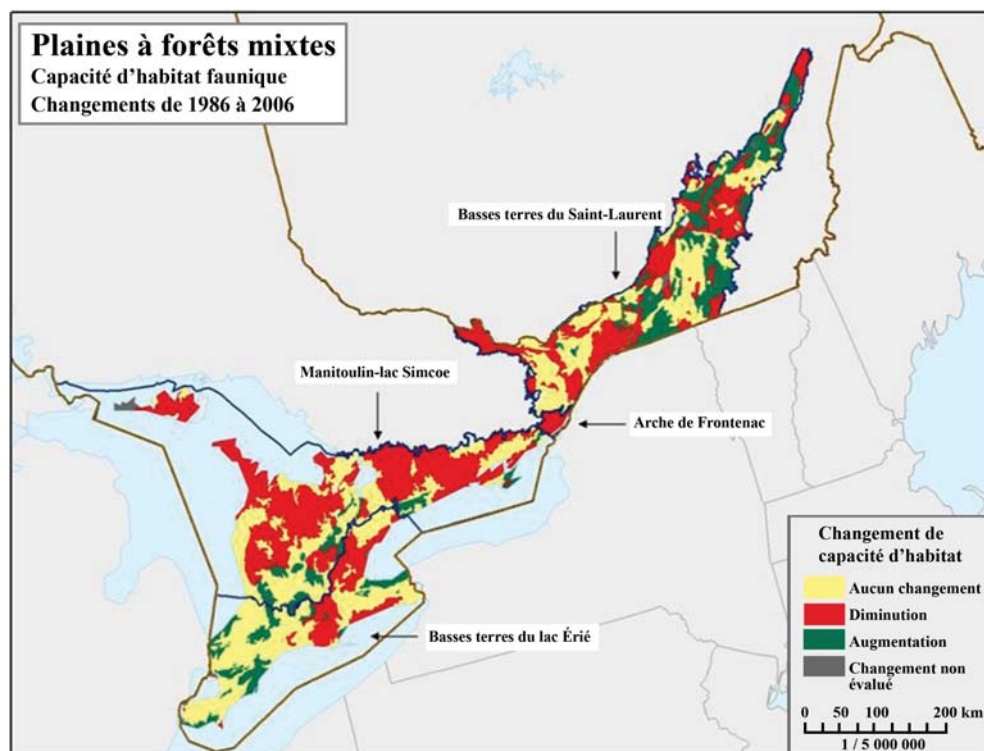 Plaines à forêts mixtes
Capacité d'habitat faunique
Changements de 1986 à 2006
Basses terres du Saint-Laurent
Manitoulin-lac Simcoe
Arche de Frontenac
Basses terres du lac Érié
Changement de
capacité d'habitat
Aucun changement
Diminution
Augmentation
Changement non
évalué
0 50 100 200 km
1 / 5 000 000